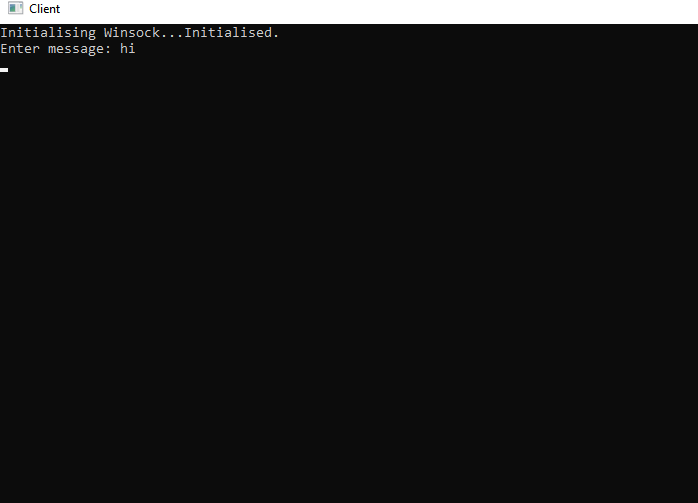 Client
Initialising Winsock...Initialised.
Enter message: hi